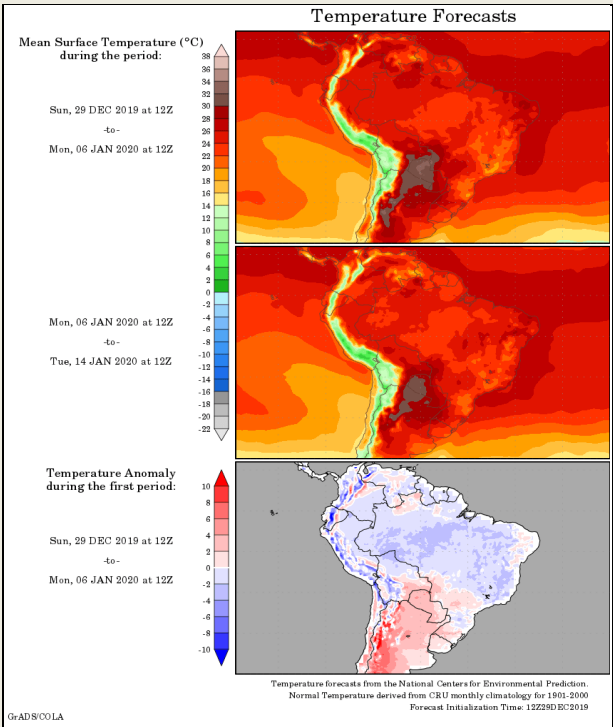 Temperature Forecasts
Mean Surface Temperature (°C)
during the period:
Sun, 29 DEC 2019 at 12Z
-to-
Mon, 06 JAN 2020 at 12Z
38
36
34
32
30
28
26
24
22
20
18
16
14
12
10
8
6
4
2
0
-2
-4
-6
-8
-10
-12
-14
-16
-18
-20
-22
Mon, 06 JAN 2020 at 12Z
-to-
Tue, 14 JAN 2020 at 12Z
Temperature Anomaly
during the first period:
Sun, 29 DEC 2019 at 12Z
-to-
Mon, 06 JAN 2020 at 12Z
10
8
6
4
2
0
-2
-4
-6
-8
-10
Temperature forecasts from the National Centers for Environmental Prediction.
Normal Temperature derived from CRU monthly climatology for 1901-2000
Forecast Initialization Time: 12Z29DEC2019
GrADS/COLA